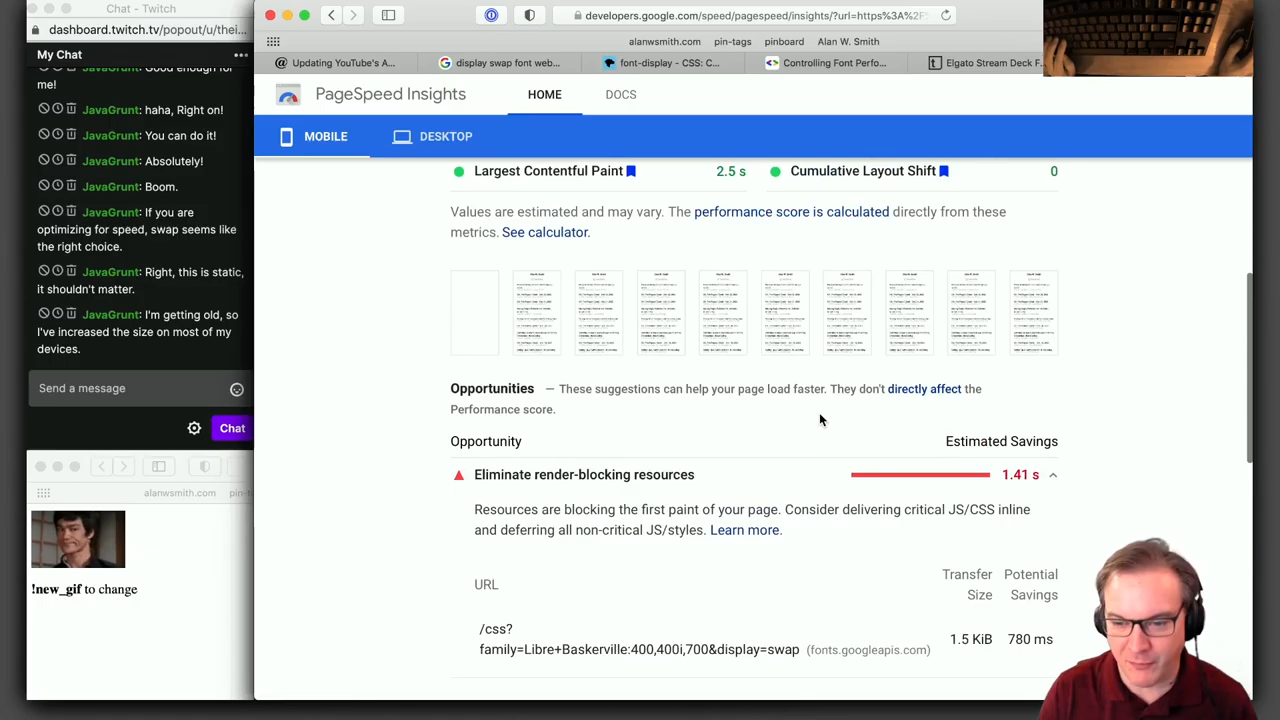 Chat - Twitch
dashboard.twitch.tv/popout/u/thei...
My Chat
JavaGrunt: Good enough for
me!
JavaGrunt: haha, Right on!
JavaGrunt: You can do it!
JavaGrunt: Absolutely!
JavaGrunt: Boom.
JavaGrunt: If you are
optimizing for speed, swap seems like
the right choice.
JavaGrunt: Right, this is static,
it shouldn't matter.
JavaGrunt: I'm getting old, so
I've increased the size on most of my
devices.
Send a message
Chat
alanwsmith.com pin-t
!new_gif to change
developers.google.com/speed/pagespeed/insights/?url=https%3A%2F
alanwsmith.com pin-tags pinboard Alan W. Smith
Updating YouTube's A...
display swap font web...
font-display - CSS: C...
Controlling Font Perfo...
Elgato Stream Deck F...
PageSpeed Insights
HOME
DOCS
MOBILE
DESKTOP
Largest Contentful Paint 2.5 s
Cumulative Layout Shift 0
Values are estimated and may vary. The performance score is calculated directly from these
metrics. See calculator.
Opportunities — These suggestions can help your page load faster. They don't directly affect the
Performance score.
Opportunity Estimated Savings
Eliminate render-blocking resources 1.41 s
Resources are blocking the first paint of your page. Consider delivering critical JS/CSS inline
and deferring all non-critical JS/styles. Learn more.
URL
Transfer
Size
Potential
Savings
/css?
family=Libre+Baskerville:400,400i,700&display=swap (fonts.googleapis.com)
1.5 KiB 780 ms